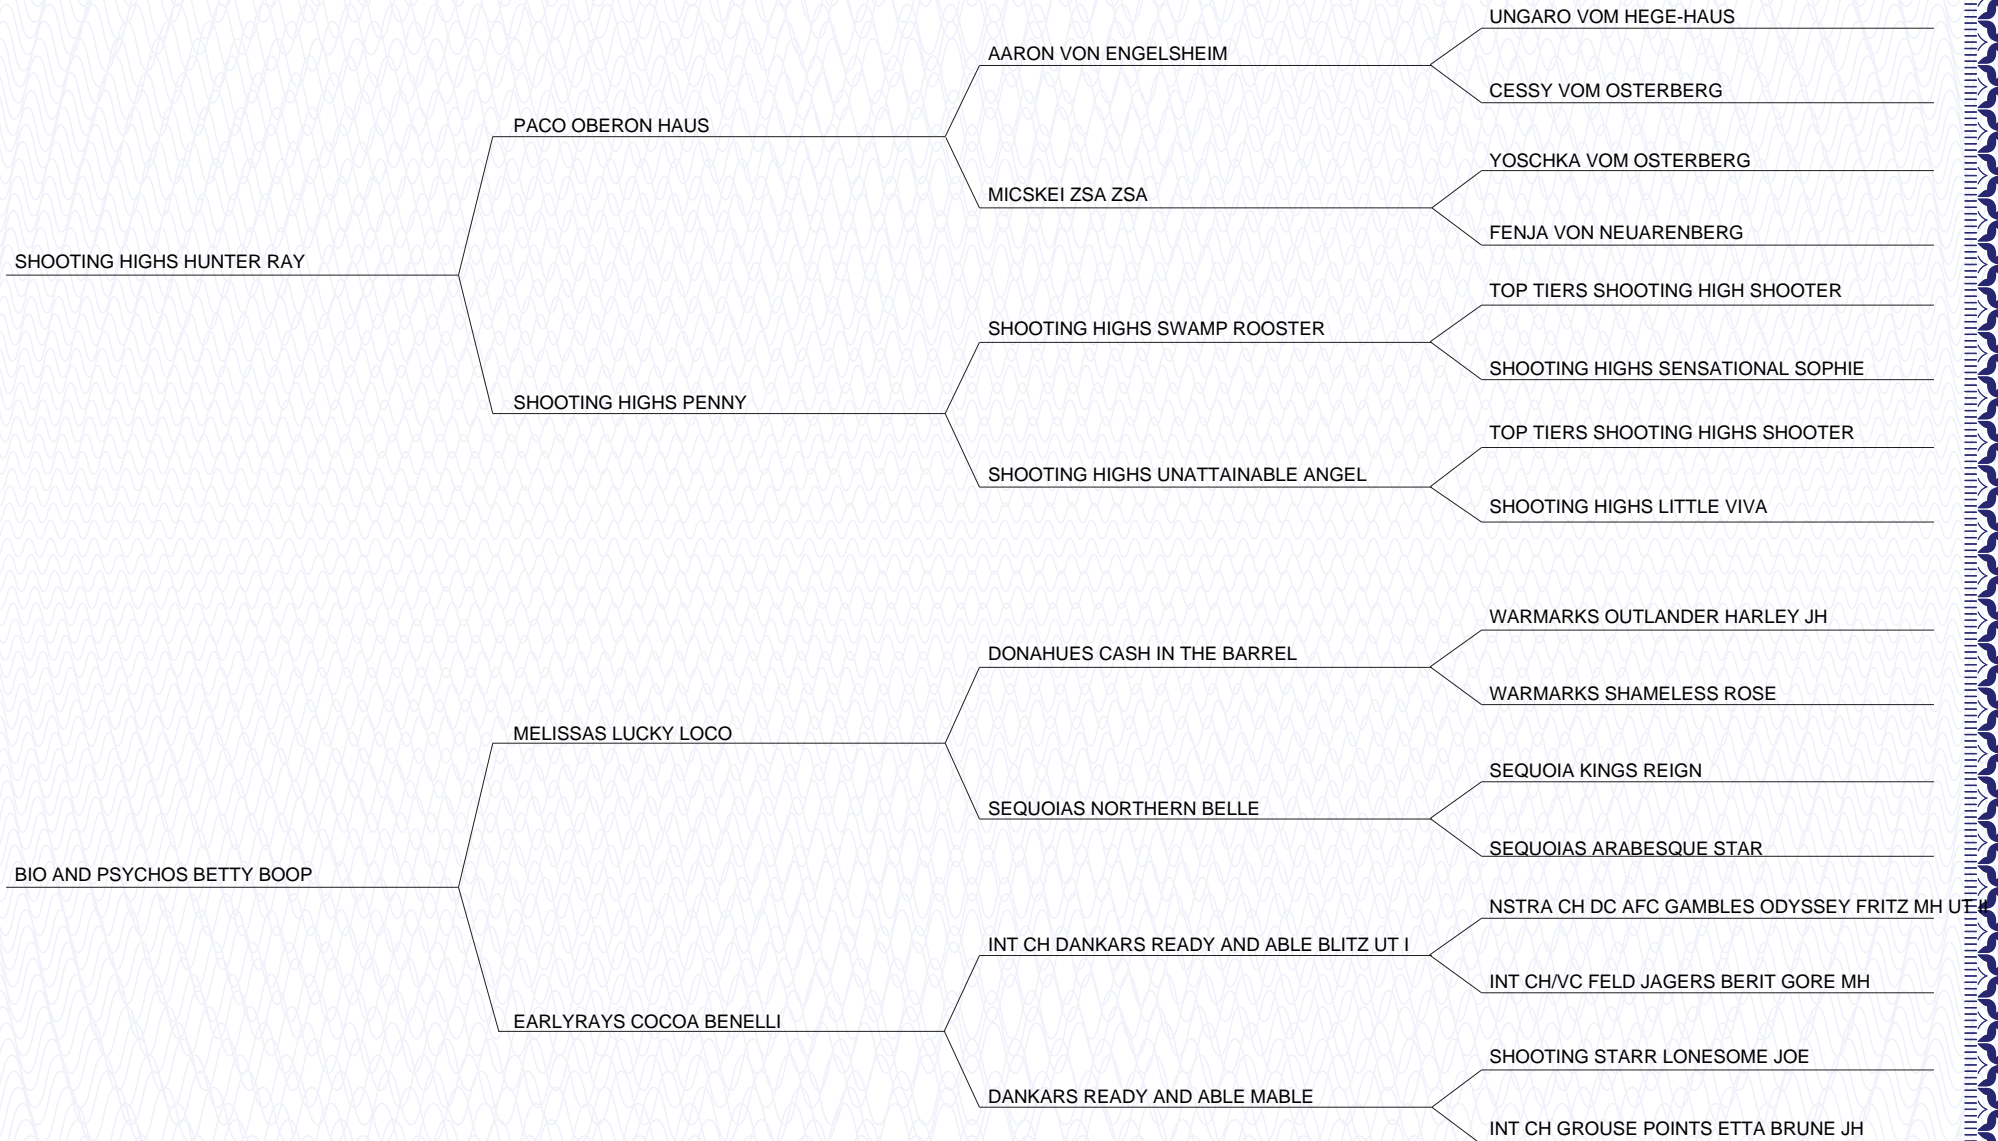 UNGARO VOM HEGE-HAUS
AARON VON ENGELSHEIM
CESSY VOM OSTERBERG
PACO OBERON HAUS
YOSCHKA VOM OSTERBERG
MICSKEI ZSA ZSA
FENJA VON NEUARENBERG
SHOOTING HIGHS HUNTER RAY
TOP TIERS SHOOTING HIGH SHOOTER
SHOOTING HIGHS SWAMP ROOSTER
SHOOTING HIGHS SENSATIONAL SOPHIE
SHOOTING HIGHS PENNY
TOP TIERS SHOOTING HIGHS SHOOTER
SHOOTING HIGHS UNATTAINABLE ANGEL
SHOOTING HIGHS LITTLE VIVA
WARMARKS OUTLANDER HARLEY JH
DONAHUES CASH IN THE BARREL
WARMARKS SHAMELESS ROSE
MELISSAS LUCKY LOCO
SEQUOIA KINGS REIGN
SEQUOIAS NORTHERN BELLE
SEQUOIAS ARABESQUE STAR
BIO AND PSYCHOS BETTY BOOP
NSTRA CH DC AFC GAMBLES ODYSSEY FRITZ MH UT II
INT CH DANKARS READY AND ABLE BLITZ UT I
INT CH/VC FELD JAGERS BERIT GORE MH
EARLYRAYS COCOA BENELLI
SHOOTING STARR LONESOME JOE
DANKARS READY AND ABLE MABLE
INT CH GROUSE POINTS ETTA BRUNE JH